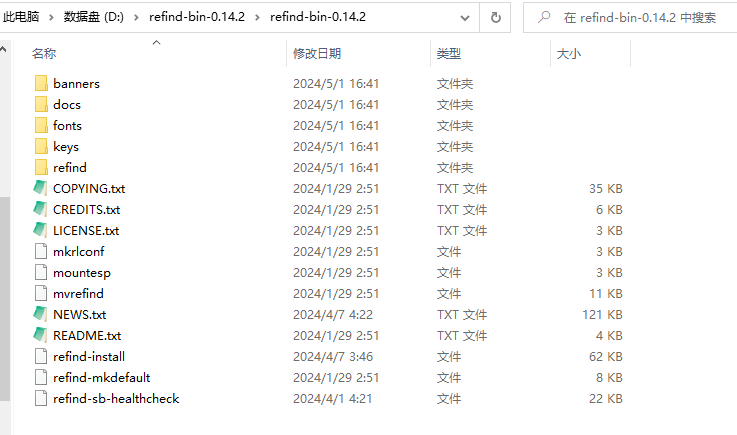 此电脑 > 数据盘 (D:) > refind-bin-0.14.2 > refind-bin-0.14.2 在 refind-bin-0.14.2 中搜索
名称 修改日期 类型 大小
banners 2024/5/1 16:41 文件夹
docs 2024/5/1 16:41 文件夹
fonts 2024/5/1 16:41 文件夹
keys 2024/5/1 16:41 文件夹
refind 2024/5/1 16:41 文件夹
COPYING.txt 2024/1/29 2:51 TXT 文件 35 KB
CREDITS.txt 2024/1/29 2:51 TXT 文件 6 KB
LICENSE.txt 2024/1/29 2:51 TXT 文件 3 KB
mkrlconf 2024/1/29 2:51 文件 3 KB
mountesp 2024/1/29 2:51 文件 3 KB
mvrefind 2024/1/29 2:51 文件 11 KB
NEWS.txt 2024/4/7 4:22 TXT 文件 121 KB
README.txt 2024/1/29 2:51 TXT 文件 4 KB
refind-install 2024/4/7 3:46 文件 62 KB
refind-mkdefault 2024/1/29 2:51 文件 8 KB
refind-sb-healthcheck 2024/4/1 4:21 文件 22 KB